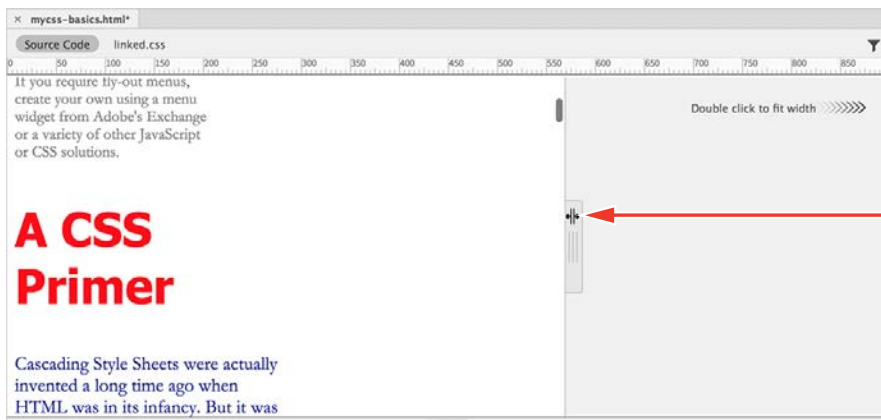 × mycss-basics.html*
Source Code linked.css
0 50 100 150 200 250 300 350 400 450 500 550 600 650 700 750 800 850
If you require fly-out menus,
create your own using a menu
widget from Adobe's Exchange
or a variety of other JavaScript
or CSS solutions.
Double click to fit width
A CSS
Primer
Cascading Style Sheets were actually
invented a long time ago when
HTML was in its infancy. But it was